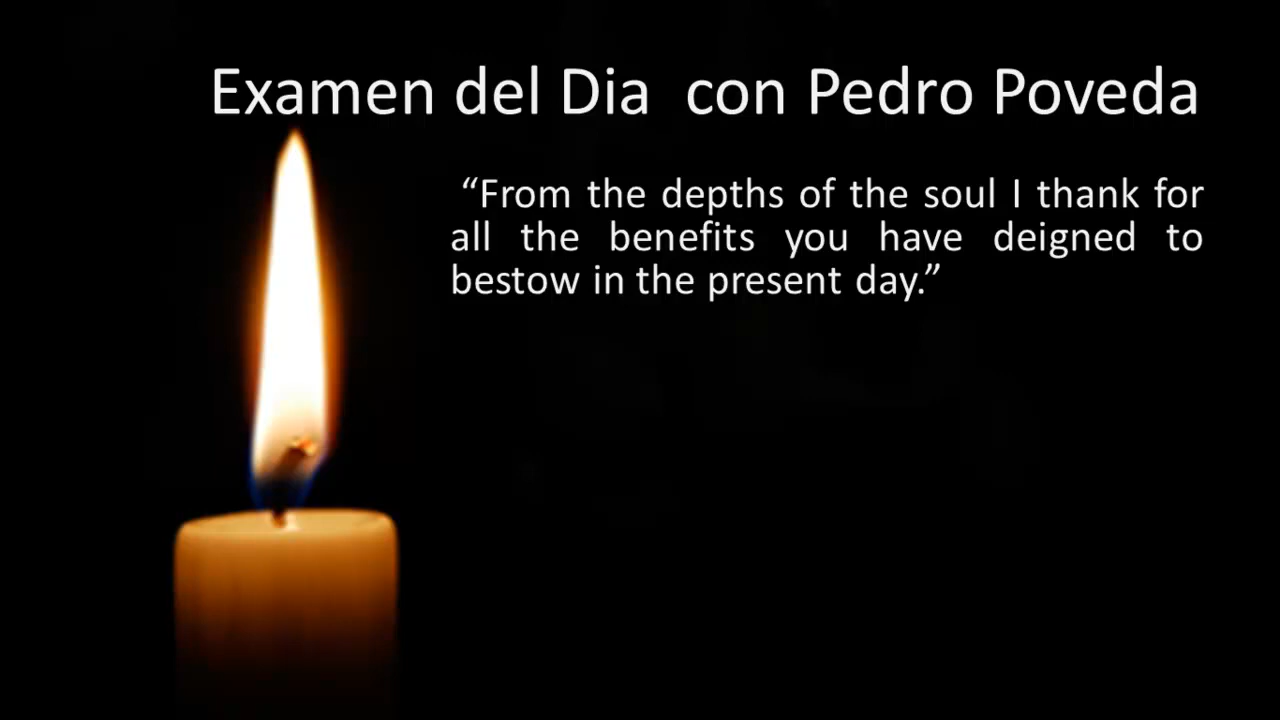 Examen del Dia  con Pedro Poveda
“From the depths of the soul I thank for
all the benefits you have deigned to
bestow in the present day.”